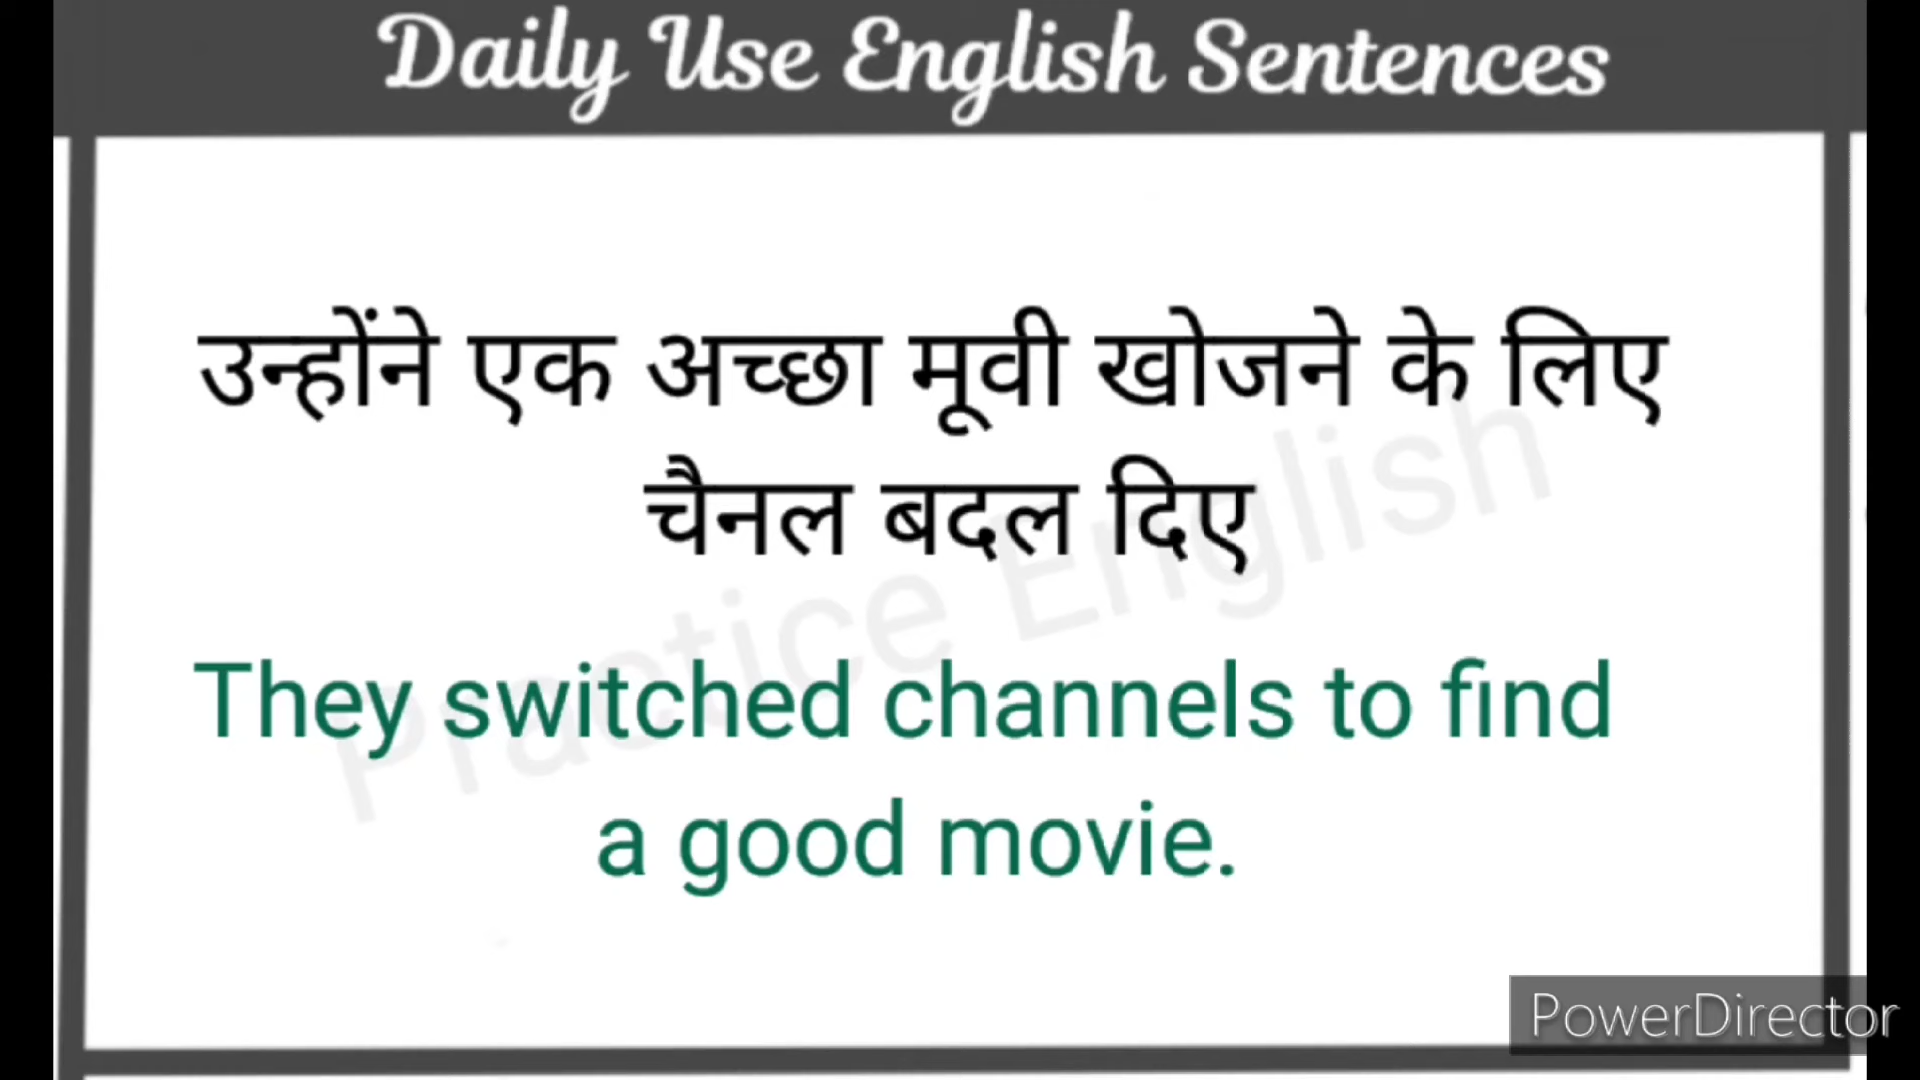 Daily Use English Sentences
उन्होंने एक अच्छा मूवी खोजने के लिए
चैनल बदल दिए
Practice English
They switched channels to find
a good movie.
PowerDirector